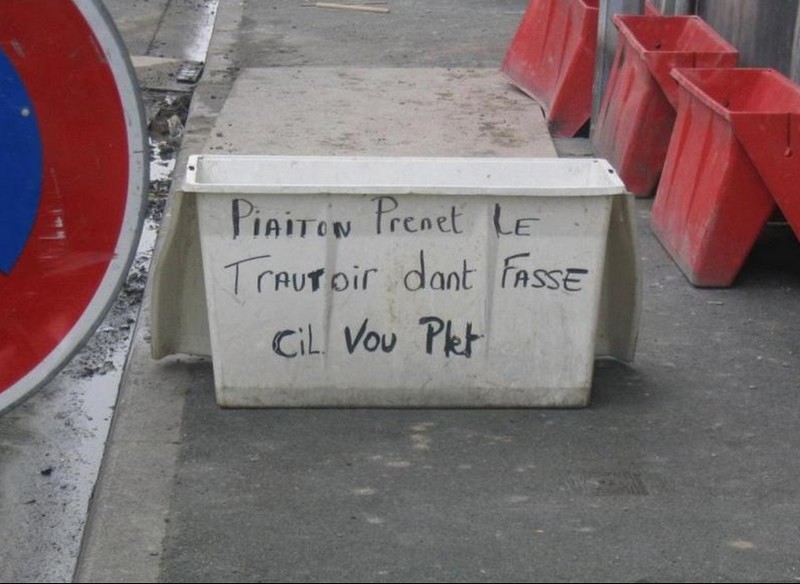 PiAiTON Prenet LE
TrAUTOir dant FASSE
CiL Vou Plet